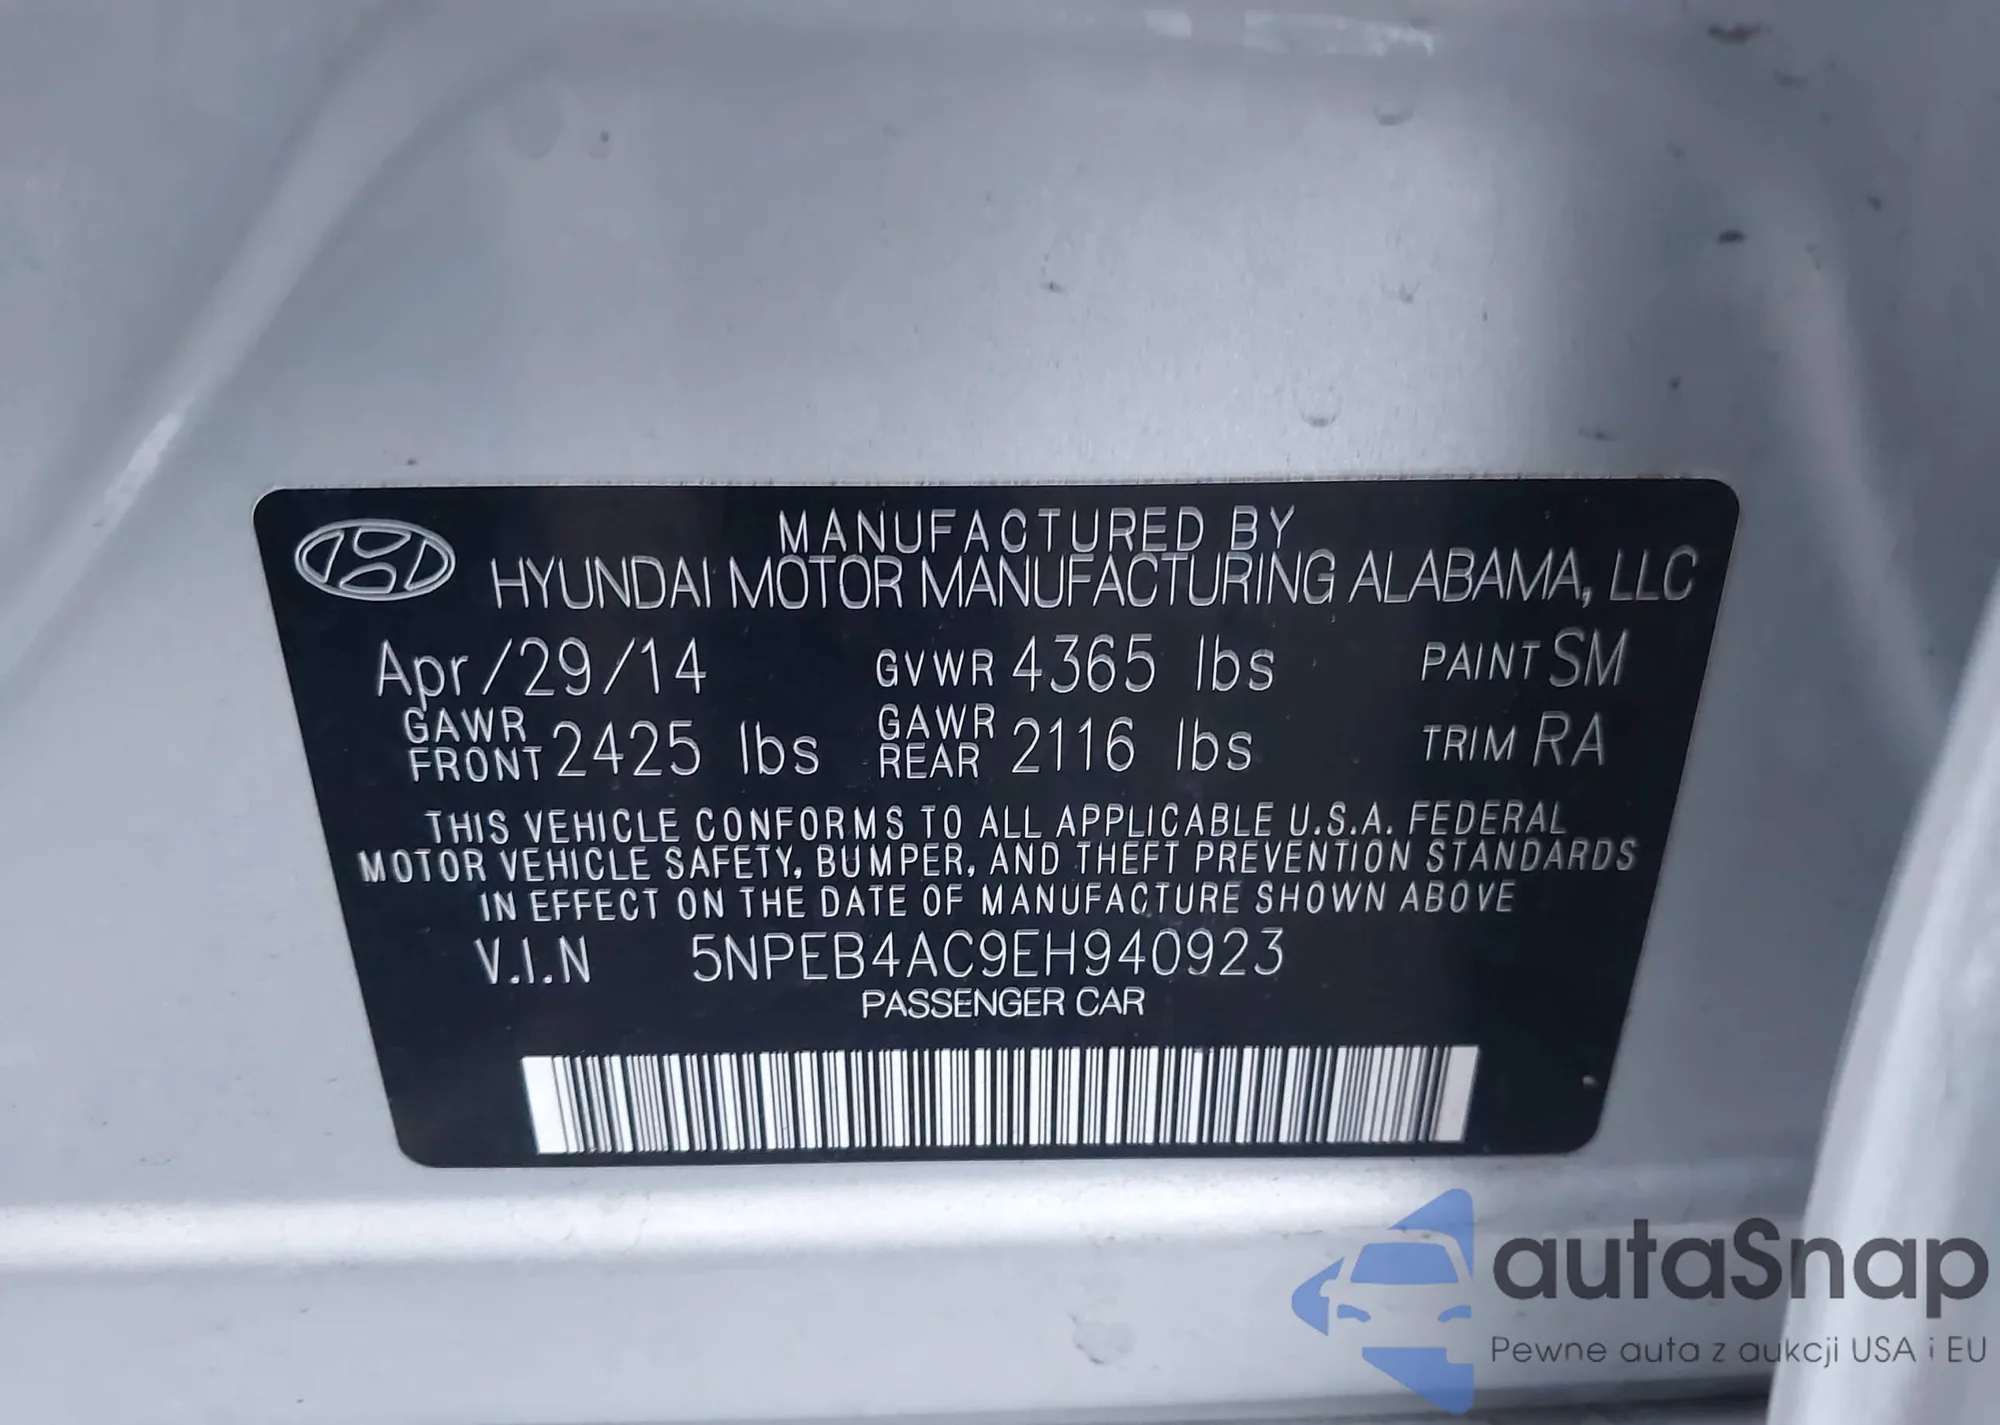 MANUFACTURED BY
HYUNDAI MOTOR MANUFACTURING ALABAMA, LLC
Apr/29/14 GVWR 4365 lbs PAINT SM
GAWR FRONT 2425 lbs GAWR REAR 2116 lbs TRIM RA
THIS VEHICLE CONFORMS TO ALL APPLICABLE U.S.A. FEDERAL
MOTOR VEHICLE SAFETY, BUMPER, AND THEFT PREVENTION STANDARDS
IN EFFECT ON THE DATE OF MANUFACTURE SHOWN ABOVE
V.I.N 5NPEB4AC9EH940923
PASSENGER CAR
autaSnap
Pewne auta z aukcji USA i EU